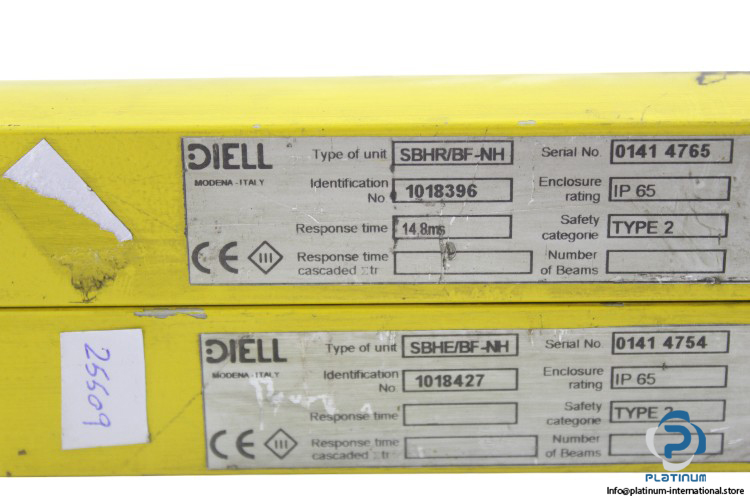 DIELL
MODENA - ITALY
Type of unit SBHR/BF-NH Serial No. 0141 4765
Identification No 1018396 Enclosure rating IP 65
Response time 14.8ms Safety categorie TYPE 2
CE III Response time cascaded tr Number of Beams
DIELL
MODENA - ITALY
Type of unit SBHE/BF-NH Serial No. 0141 4754
Identification No 1018427 Enclosure rating IP 65
Response time Safety categorie TYPE 2
CE III Response time cascaded tr Number of Beams
25509
PLATINUM
Info@platinum-international.store